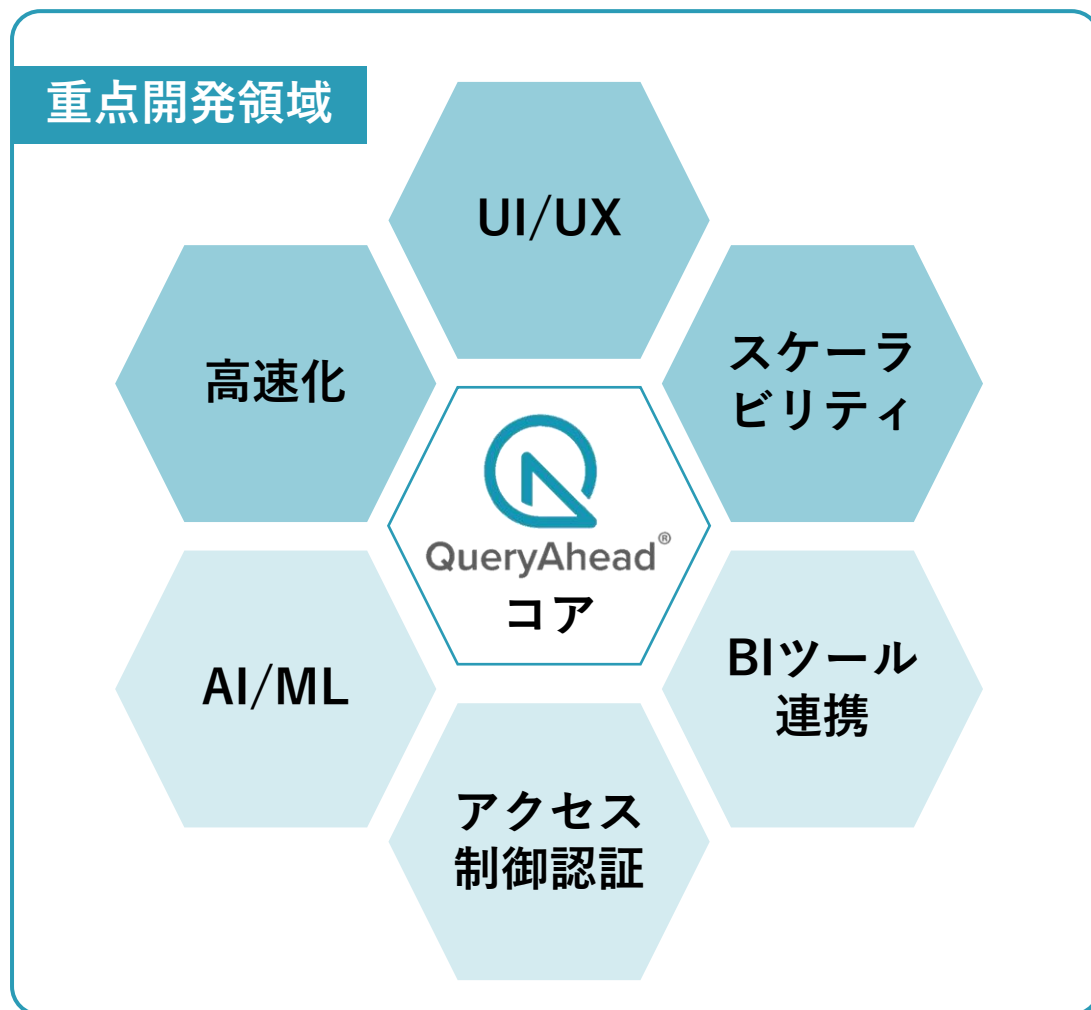 重点開発領域
UI/UX
高速化
スケーラ
ビリティ
QueryAhead®
コア
AI/ML
BIツール
連携
アクセス
制御認証